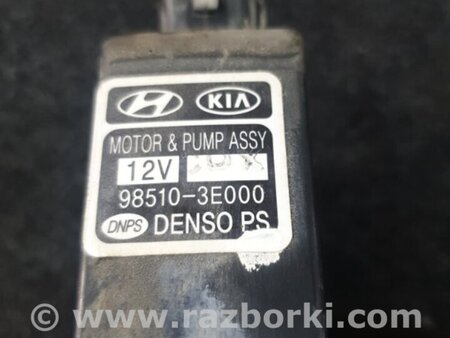 KIA
MOTOR & PUMP ASSY
12V
98510-3E000
DNPS DENSO PS
© www.razborki.com